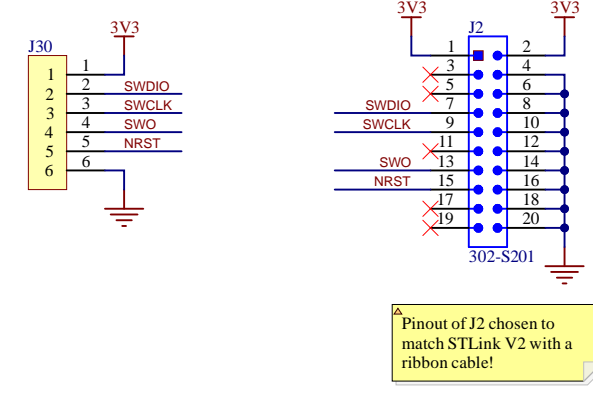 3V3
J30
1 1
2 2 SWDIO
3 3 SWCLK
4 4 SWO
5 5 NRST
6 6
3V3 3V3
J2
1 2
3 4
5 6
SWDIO 7 8
SWCLK 9 10
11 12
SWO 13 14
NRST 15 16
17 18
19 20
302-S201
Pinout of J2 chosen to
match STLink V2 with a
ribbon cable!